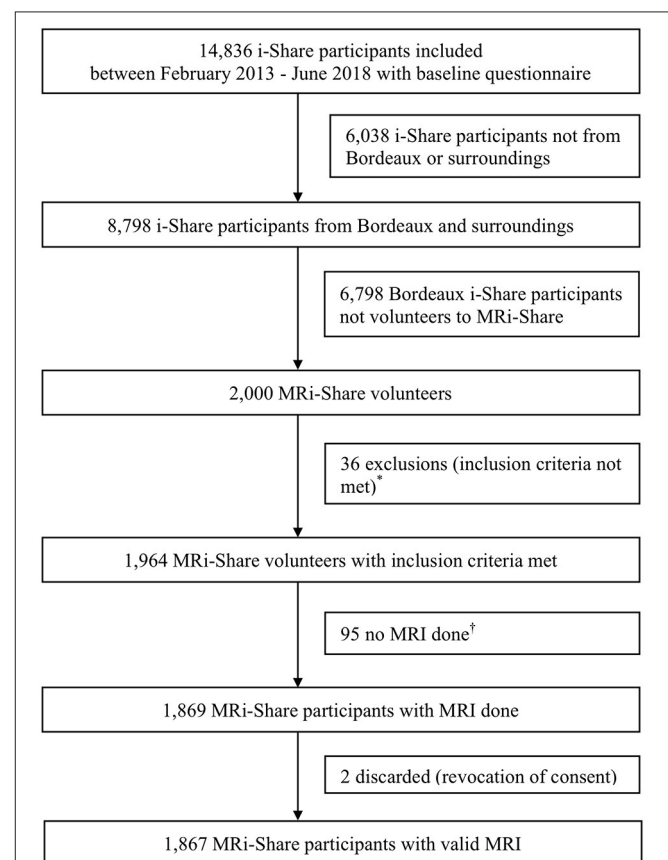 14,836 i-Share participants included
between February 2013 - June 2018 with baseline questionnaire
6,038 i-Share participants not from
Bordeaux or surroundings
8,798 i-Share participants from Bordeaux and surroundings
6,798 Bordeaux i-Share participants
not volunteers to MRi-Share
2,000 MRi-Share volunteers
36 exclusions (inclusion criteria not
met)*
1,964 MRi-Share volunteers with inclusion criteria met
95 no MRI done†
1,869 MRi-Share participants with MRI done
2 discarded (revocation of consent)
1,867 MRi-Share participants with valid MRI